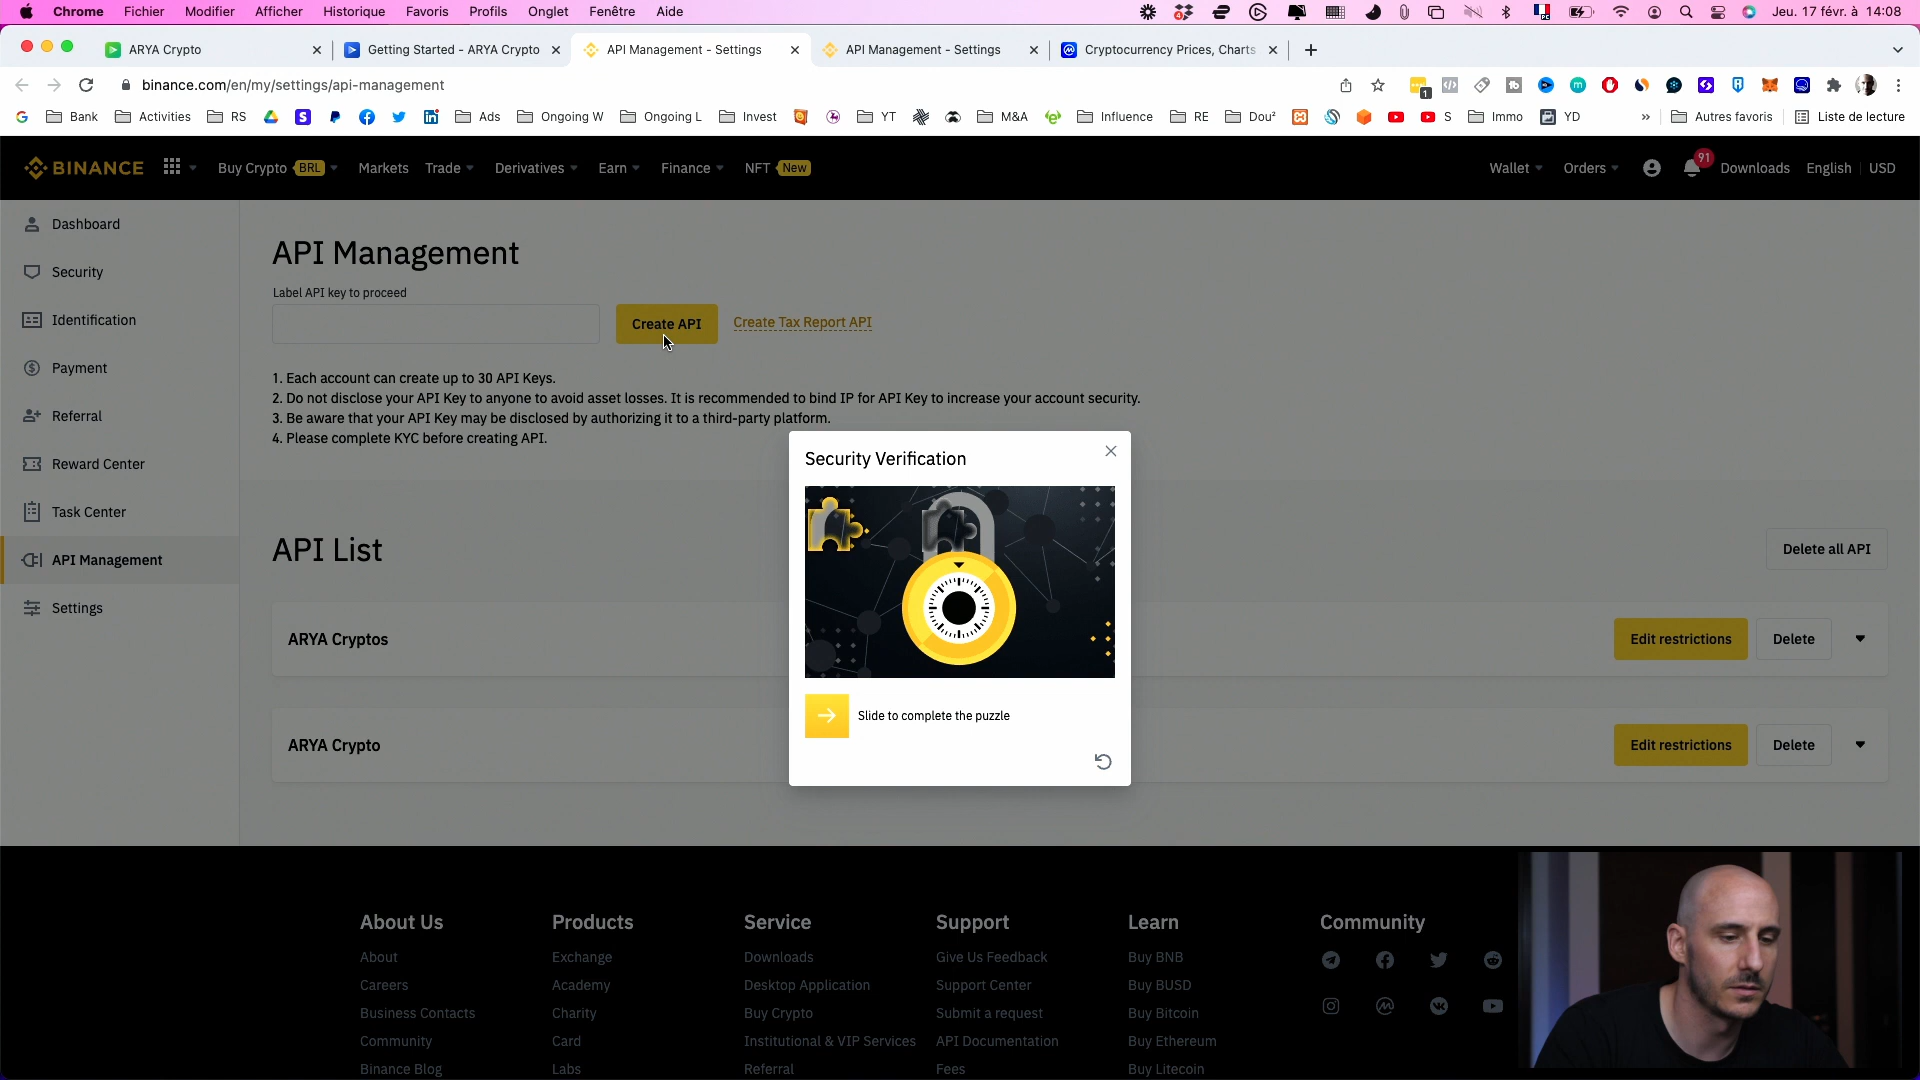 Chrome Fichier Modifier Afficher Historique Favoris Profils Onglet Fenêtre Aide Jeu. 17 févr. à 14:08
ARYA Crypto Getting Started - ARYA Crypto API Management - Settings API Management - Settings Cryptocurrency Prices, Charts
binance.com/en/my/settings/api-management
Bank Activities RS Ads Ongoing W Ongoing L Invest YT M&A Influence RE Dou² S Immo YD » Autres favoris Liste de lecture
BINANCE Buy Crypto BRL Markets Trade Derivatives Earn Finance NFT New Wallet Orders 91 Downloads English USD
Dashboard
Security
Identification
Payment
Referral
Reward Center
Task Center
API Management
Settings
API Management
Label API key to proceed
Create API Create Tax Report API
1. Each account can create up to 30 API Keys.
2. Do not disclose your API Key to anyone to avoid asset losses. It is recommended to bind IP for API Key to increase your account security.
3. Be aware that your API Key may be disclosed by authorizing it to a third-party platform.
4. Please complete KYC before creating API.
Security Verification
Slide to complete the puzzle
API List Delete all API
ARYA Cryptos Edit restrictions Delete
ARYA Crypto Edit restrictions Delete
About Us Products Service Support Learn Community
About Exchange Downloads Give Us Feedback Buy BNB
Careers Academy Desktop Application Support Center Buy BUSD
Business Contacts Charity Buy Crypto Submit a request Buy Bitcoin
Community Card Institutional & VIP Services API Documentation Buy Ethereum
Binance Blog Labs Referral Fees Buy Litecoin